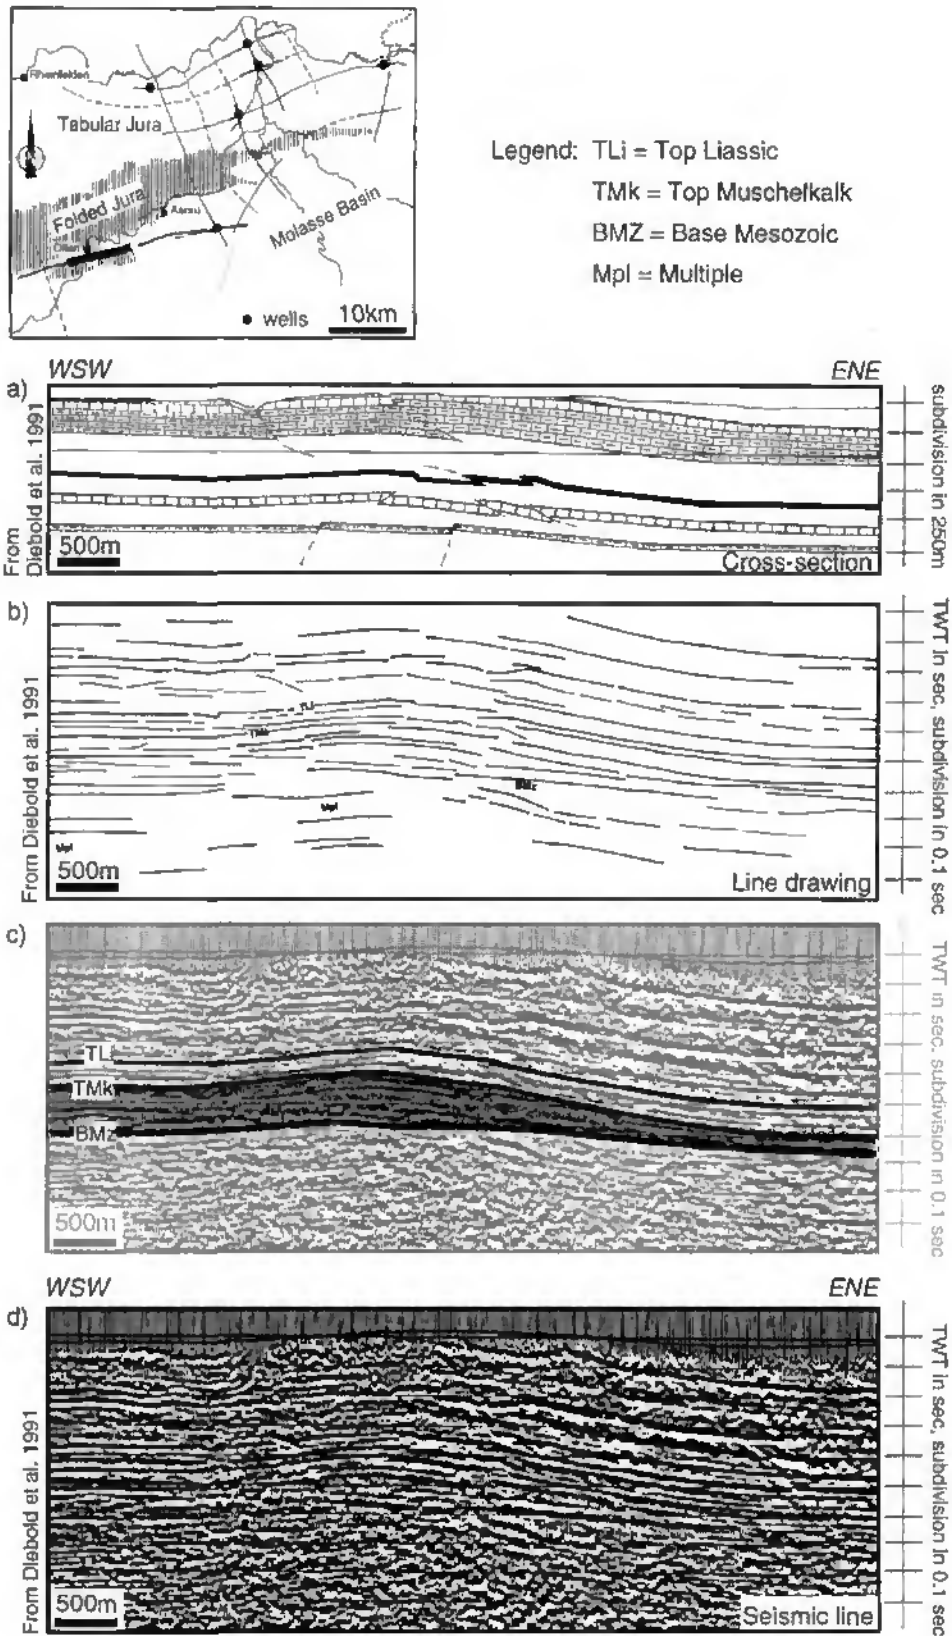 Rheinfelden
Tabular Jura
Folded Jura
Aarau
Olten
Molasse Basin
wells
10km
Legend: TLi = Top Liassic
TMk = Top Muschelkalk
BMZ = Base Mesozoic
Mpl = Multiple
WSW
ENE
a)
From
Diebold et al. 1991
500m
Cross-section
subdivision in 250m
b)
From Diebold et al. 1991
TLi
TMk
BMz
Mpl
Mpl
500m
Line drawing
TWT in sec, subdivision in 0.1 sec
c)
TLi
TMk
BMz
500m
TWT in sec, subdivision in 0.1 sec
WSW
ENE
d)
From Diebold et al. 1991
500m
Seismic line
TWT in sec, subdivision in 0.1 sec